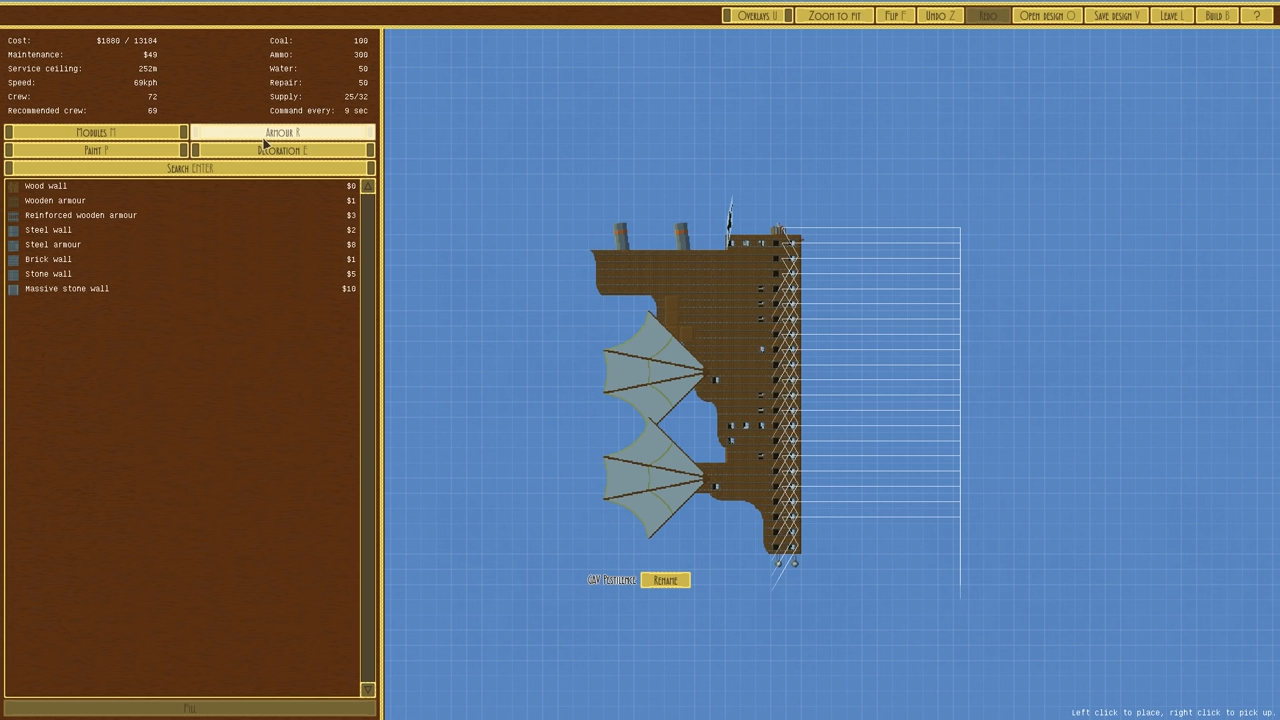 Overlays U Zoom to fit Flip F Undo Z Redo Open design O Save design V Leave L Build B ?
Cost: $1880 / 13184 Coal: 100
Maintenance: $49 Ammo: 300
Service ceiling: 252m Water: 50
Speed: 69kph Repair: 50
Crew: 72 Supply: 25/32
Recommended crew: 69 Command every: 9 sec
Modules M Armour R
Paint P Decoration E
Search ENTER
Wood wall $0
Wooden armour $1
Reinforced wooden armour $3
Steel wall $2
Steel armour $8
Brick wall $1
Stone wall $5
Massive stone wall $10
CAV Pestilence Rename
Fill
Left click to place, right click to pick up.